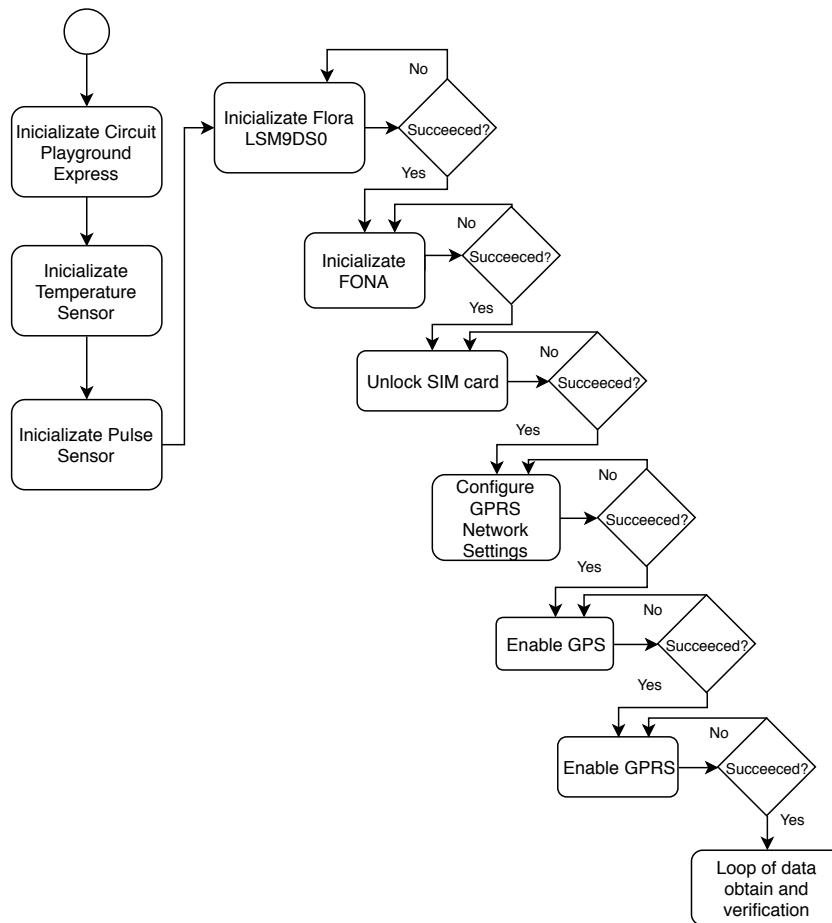 Inicializate Circuit
Playground
Express
Inicializate
Temperature
Sensor
Inicializate Pulse
Sensor
Inicializate Flora
LSM9DS0
No
Succeeced?
Yes
Inicializate
FONA
No
Succeeced?
Yes
Unlock SIM card
No
Succeeced?
Yes
Configure
GPRS
Network
Settings
No
Succeeced?
Yes
Enable GPS
No
Succeeced?
Yes
Enable GPRS
No
Succeeced?
Yes
Loop of data
obtain and
verification